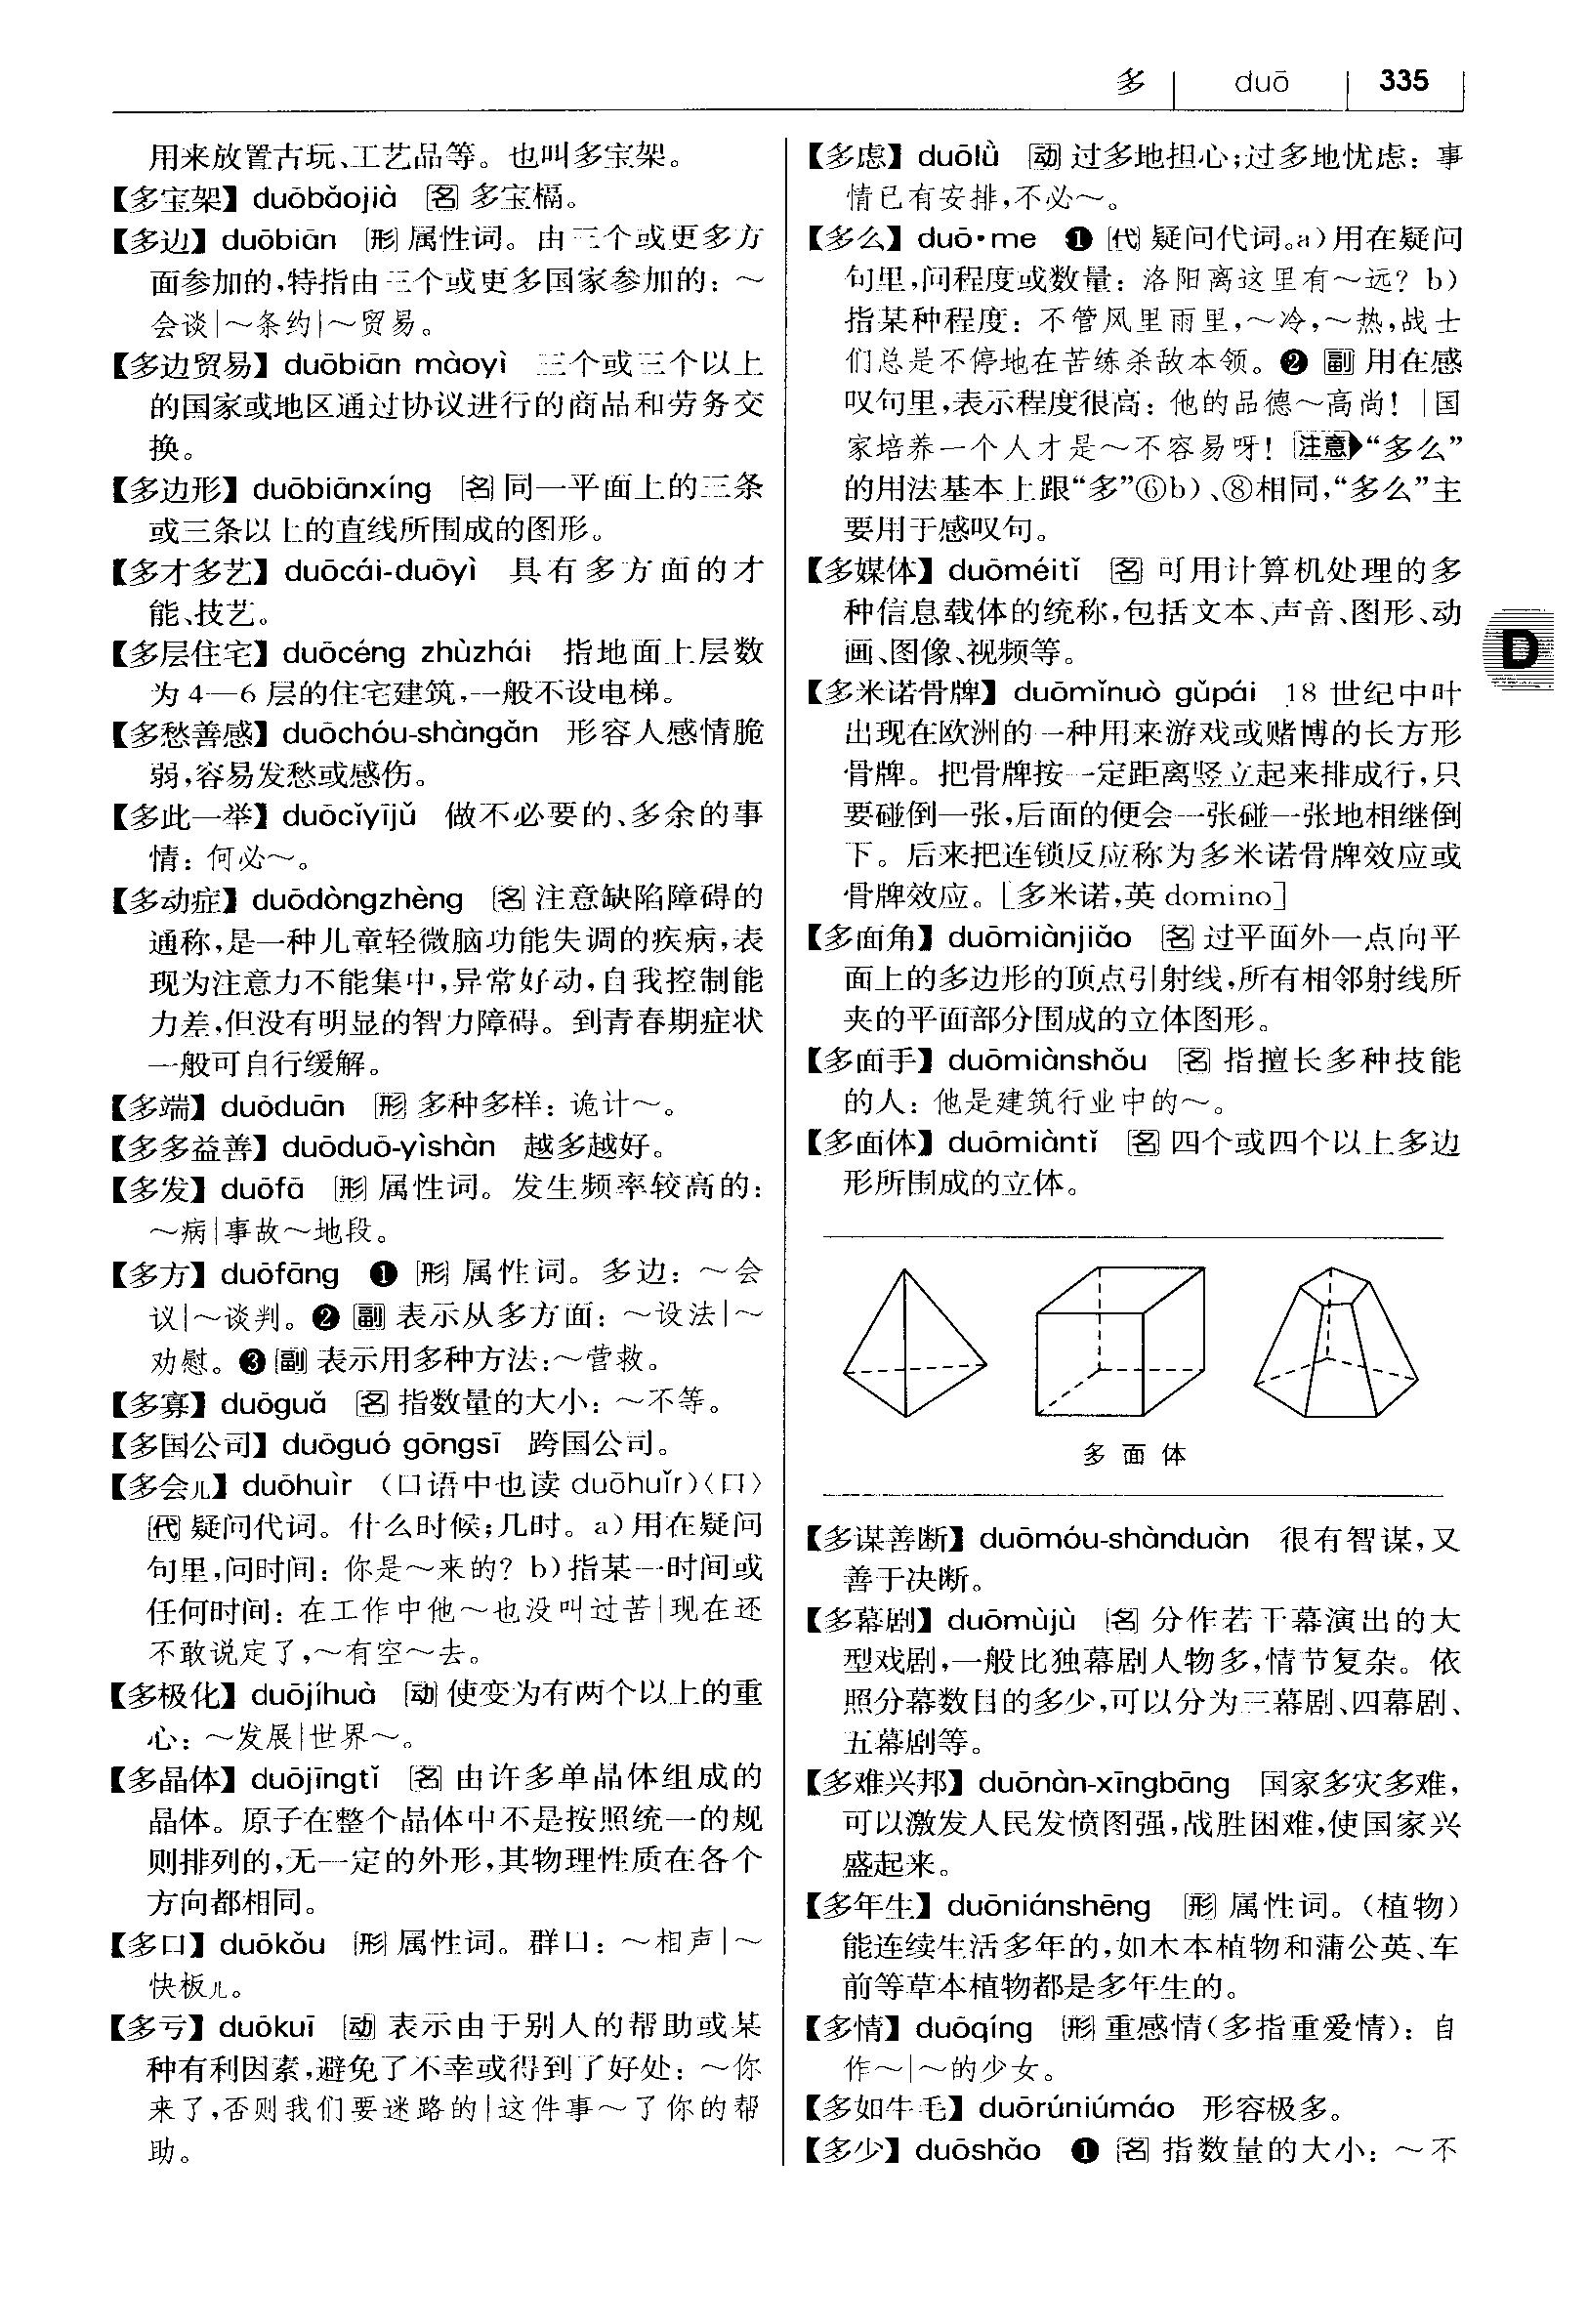 多 duō 335
用来放置古玩、工艺品等。也叫多宝架。
【多宝架】duōbǎojià 名 多宝槅。
【多边】duōbiān 形 属性词。由三个或更多方
面参加的,特指由三个或更多国家参加的:～
会谈|～条约|～贸易。
【多边贸易】duōbiān màoyì 三个或三个以上
的国家或地区通过协议进行的商品和劳务交
换。
【多边形】duōbiānxíng 名 同一平面上的三条
或三条以上的直线所围成的图形。
【多才多艺】duōcái-duōyì 具有多方面的才
能、技艺。
【多层住宅】duōcéng zhùzhái 指地面上层数
为4—6层的住宅建筑,一般不设电梯。
【多愁善感】duōchóu-shàngǎn 形容人感情脆
弱,容易发愁或感伤。
【多此一举】duōcǐyījǔ 做不必要的、多余的事
情:何必～。
【多动症】duōdòngzhèng 名 注意缺陷障碍的
通称,是一种儿童轻微脑功能失调的疾病,表
现为注意力不能集中,异常好动,自我控制能
力差,但没有明显的智力障碍。到青春期症状
一般可自行缓解。
【多端】duōduān 形 多种多样:诡计～。
【多多益善】duōduō-yìshàn 越多越好。
【多发】duōfā 形 属性词。发生频率较高的:
～病|事故～地段。
【多方】duōfāng ❶ 形 属性词。多边:～会
议|～谈判。❷ 副 表示从多方面:～设法|～
劝慰。❸ 副 表示用多种方法:～营救。
【多寡】duōguǎ 名 指数量的大小:～不等。
【多国公司】duōguó gōngsī 跨国公司。
【多会儿】duōhuìr (口语中也读 duōhuǐr)〈口〉
代 疑问代词。什么时候;几时。a)用在疑问
句里,问时间:你是～来的? b)指某一时间或
任何时间:在工作中他～也没叫过苦|现在还
不敢说定了,～有空～去。
【多极化】duōjíhuà 动 使变为有两个以上的重
心:～发展|世界～。
【多晶体】duōjīngtǐ 名 由许多单晶体组成的
晶体。原子在整个晶体中不是按照统一的规
则排列的,无一定的外形,其物理性质在各个
方向都相同。
【多口】duōkǒu 形 属性词。群口:～相声|～
快板儿。
【多亏】duōkuī 动 表示由于别人的帮助或某
种有利因素,避免了不幸或得到了好处:～你
来了,否则我们要迷路的|这件事～了你的帮
助。
【多虑】duōlǜ 动 过多地担心;过多地忧虑:事
情已有安排,不必～。
【多么】duō·me ❶ 代 疑问代词。a)用在疑问
句里,问程度或数量:洛阳离这里有～远? b)
指某种程度:不管风里雨里,～冷,～热,战士
们总是不停地在苦练杀敌本领。❷ 副 用在感
叹句里,表示程度很高:他的品德～高尚!|国
家培养一个人才是～不容易呀! 注意 “多么”
的用法基本上跟“多”⑥b)、⑧相同,“多么”主
要用于感叹句。
【多媒体】duōméitǐ 名 可用计算机处理的多
种信息载体的统称,包括文本、声音、图形、动
画、图像、视频等。
D
【多米诺骨牌】duōmǐnuò gǔpái 18世纪中叶
出现在欧洲的一种用来游戏或赌博的长方形
骨牌。把骨牌按一定距离竖立起来排成行,只
要碰倒一张,后面的便会一张碰一张地相继倒
下。后来把连锁反应称为多米诺骨牌效应或
骨牌效应。[多米诺,英 domino]
【多面角】duōmiànjiǎo 名 过平面外一点向平
面上的多边形的顶点引射线,所有相邻射线所
夹的平面部分围成的立体图形。
【多面手】duōmiànshǒu 名 指擅长多种技能
的人:他是建筑行业中的～。
【多面体】duōmiàntǐ 名 四个或四个以上多边
形所围成的立体。
多面体
【多谋善断】duōmóu-shànduàn 很有智谋,又
善于决断。
【多幕剧】duōmùjù 名 分作若干幕演出的大
型戏剧,一般比独幕剧人物多,情节复杂。依
照分幕数目的多少,可以分为三幕剧、四幕剧、
五幕剧等。
【多难兴邦】duōnàn-xīngbāng 国家多灾多难,
可以激发人民发愤图强,战胜困难,使国家兴
盛起来。
【多年生】duōniánshēng 形 属性词。(植物)
能连续生活多年的,如木本植物和蒲公英、车
前等草本植物都是多年生的。
【多情】duōqíng 形 重感情(多指重爱情):自
作～|～的少女。
【多如牛毛】duōrúniúmáo 形容极多。
【多少】duōshǎo ❶ 名 指数量的大小:～不